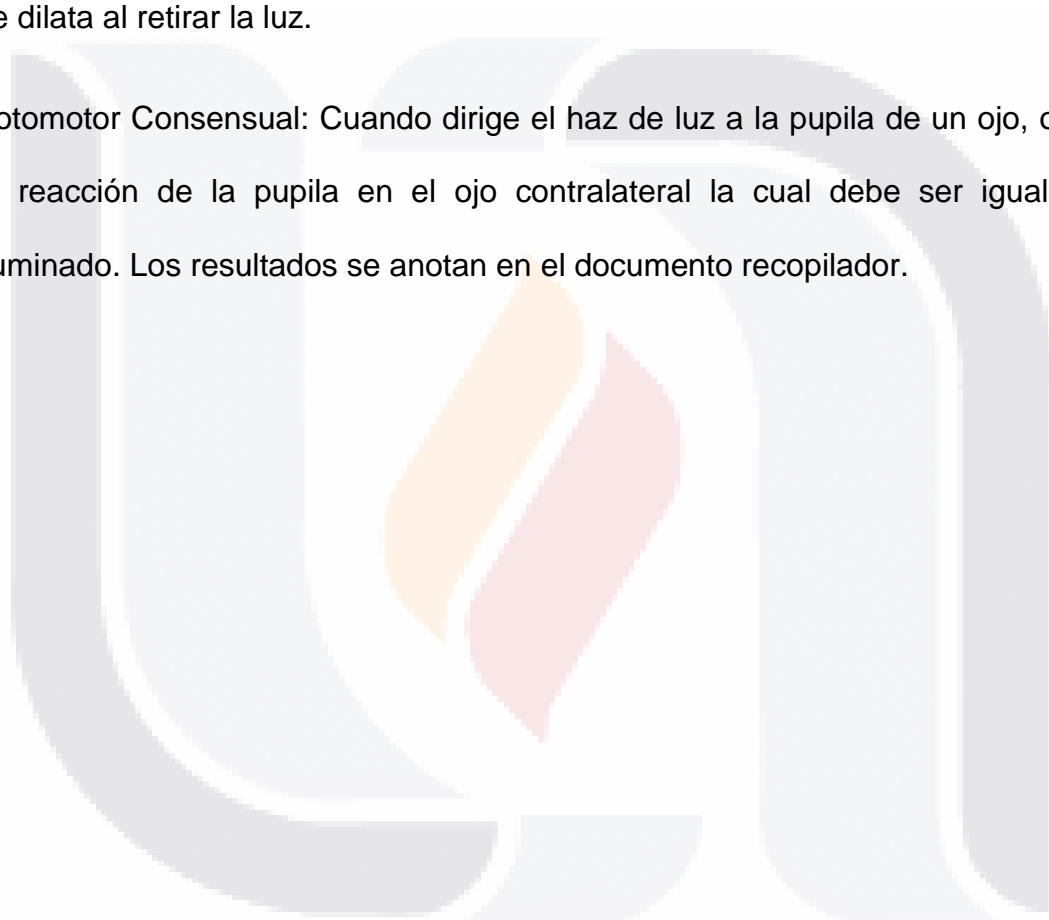 e dilata al retirar la luz.
otomotor Consensual: Cuando dirige el haz de luz a la pupila de un ojo,
reacción de la pupila en el ojo contralateral la cual debe ser igual
uminado. Los resultados se anotan en el documento recopilador.